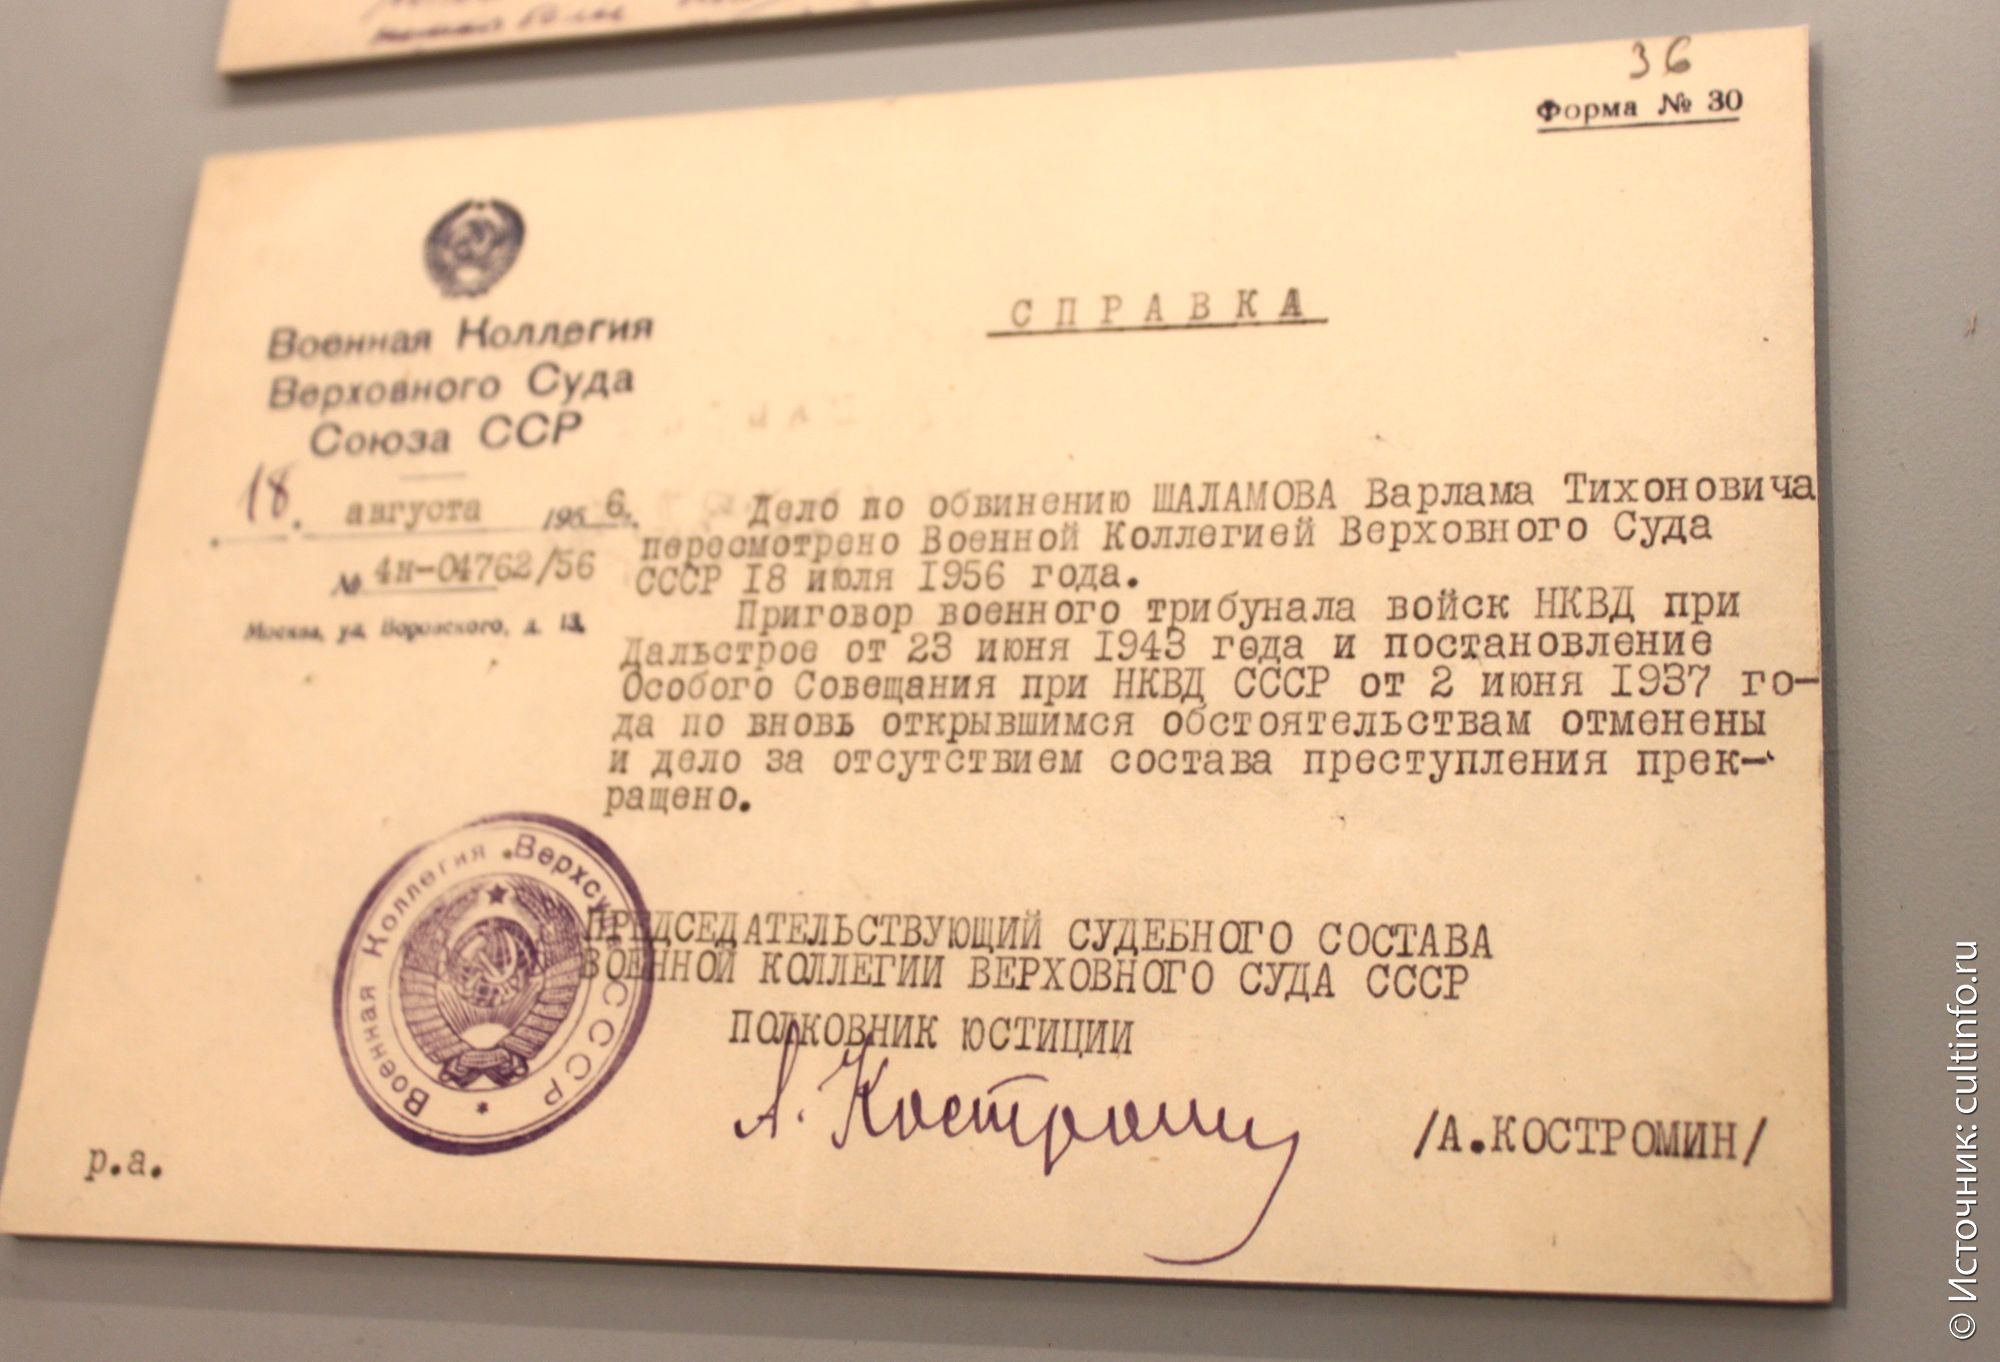 36
Форма № 30
Военная Коллегия
Верховного Суда
Союза ССР
18. августа 1956.
№ 4н-04762/56
Москва, ул. Воровского, д. 13.
СПРАВКА
Дело по обвинению ШАЛАМОВА Варлама Тихоновича
пересмотрено Военной Коллегией Верховного Суда
СССР 18 июля 1956 года.
Приговор военного трибунала войск НКВД при
Дальстрое от 23 июня 1943 года и постановление
Особого Совещания при НКВД СССР от 2 июня 1937 го-
да по вновь открывшимся обстоятельствам отменены
и дело за отсутствием состава преступления прек-
ращено.
Военная Коллегия Верхсуда СССР
ПРЕДСЕДАТЕЛЬСТВУЮЩИЙ СУДЕБНОГО СОСТАВА
ВОЕННОЙ КОЛЛЕГИИ ВЕРХОВНОГО СУДА СССР
ПОЛКОВНИК ЮСТИЦИИ
А. Костромин
/А.КОСТРОМИН/
р.а.
© Источник: cultinfo.ru